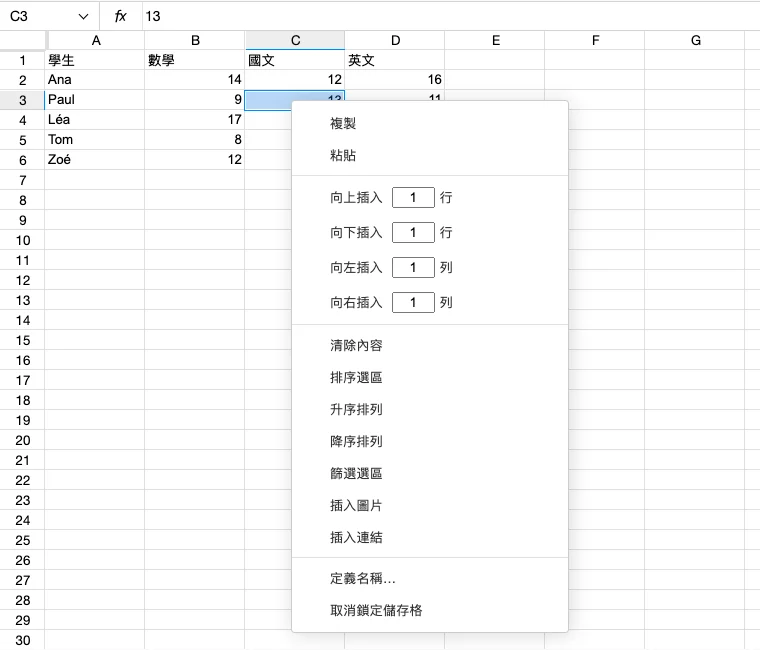 C3 fx 13
A B C D E F G
1 學生 數學 國文 英文
2 Ana 14 12 16
3 Paul 9 13 11
4 Léa 17
5 Tom 8
6 Zoé 12
7
8
9
10
11
12
13
14
15
16
17
18
19
20
21
22
23
24
25
26
27
28
29
30
複製
粘貼
向上插入 1 行
向下插入 1 行
向左插入 1 列
向右插入 1 列
清除內容
排序選區
升序排列
降序排列
篩選選區
插入圖片
插入連結
定義名稱...
取消鎖定儲存格